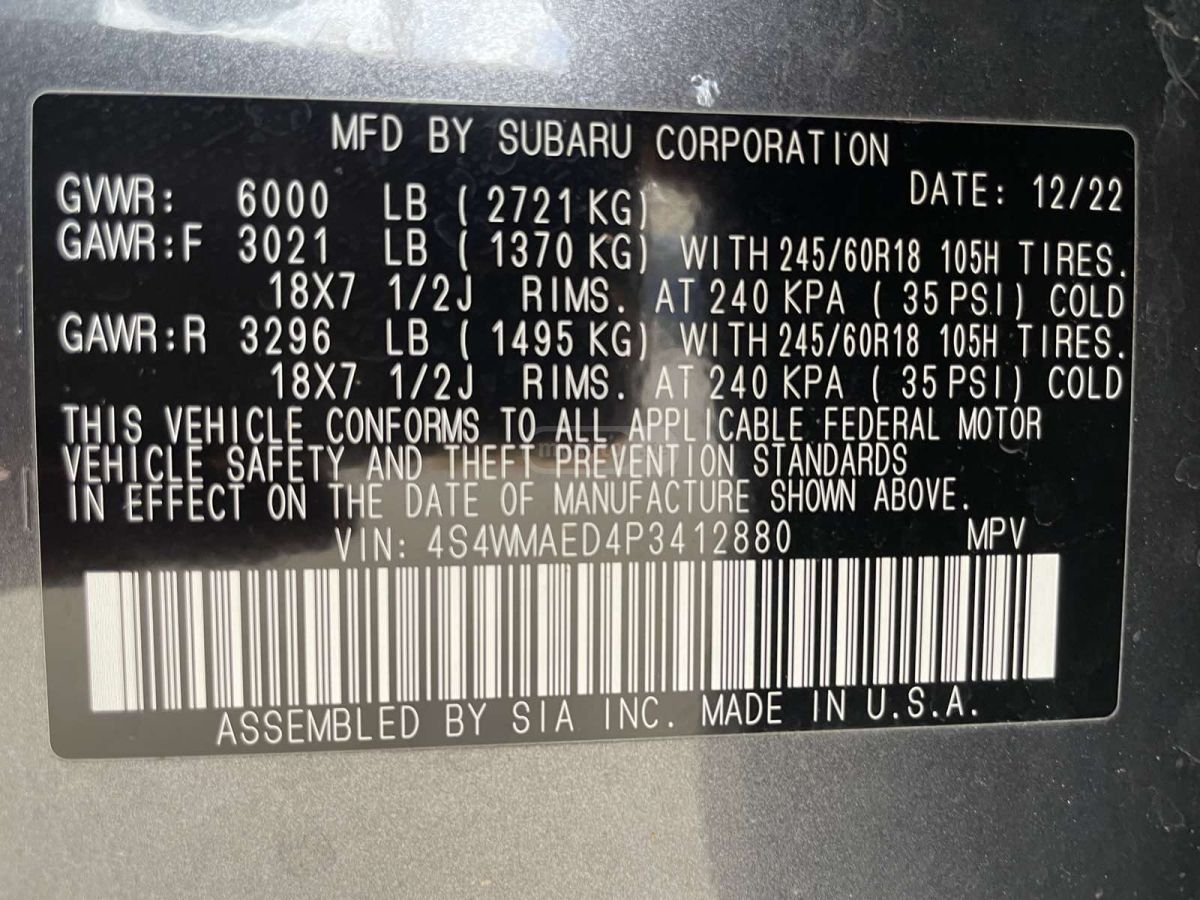 MFD BY SUBARU CORPORATION
GVWR: 6000 LB ( 2721 KG) DATE: 12/22
GAWR:F 3021 LB ( 1370 KG) WITH 245/60R18 105H TIRES.
18X7 1/2J RIMS. AT 240 KPA ( 35 PSI) COLD
GAWR:R 3296 LB ( 1495 KG) WITH 245/60R18 105H TIRES.
18X7 1/2J RIMS. AT 240 KPA ( 35 PSI) COLD
THIS VEHICLE CONFORMS TO ALL APPLICABLE FEDERAL MOTOR
VEHICLE SAFETY AND THEFT PREVENTION STANDARDS
IN EFFECT ON THE DATE OF MANUFACTURE SHOWN ABOVE.
VIN: 4S4WMAED4P3412880 MPV
ASSEMBLED BY SIA INC. MADE IN U.S.A.